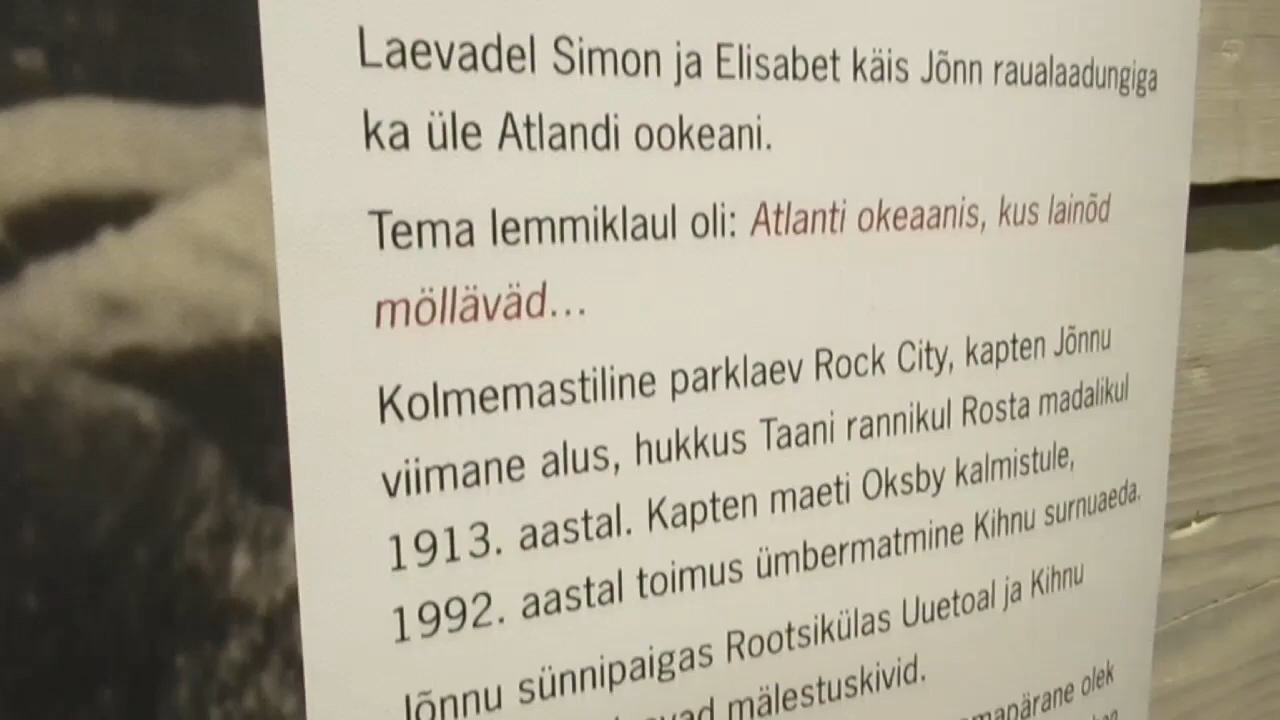 Laevadel Simon ja Elisabet käis Jõnn raualaadungiga
ka üle Atlandi ookeani.
Tema lemmiklaul oli: Atlanti okeaanis, kus lainõd
mölläväd...
Kolmemastiline parklaev Rock City, kapten Jõnnu
viimane alus, hukkus Taani rannikul Rosta madalikul
1913. aastal. Kapten maeti Oksby kalmistule,
1992. aastal toimus ümbermatmine Kihnu surnuaeda.
Jõnnu sünnipaigas Rootsikülas Uuetoal ja Kihnu
mälestuskivid.
olek